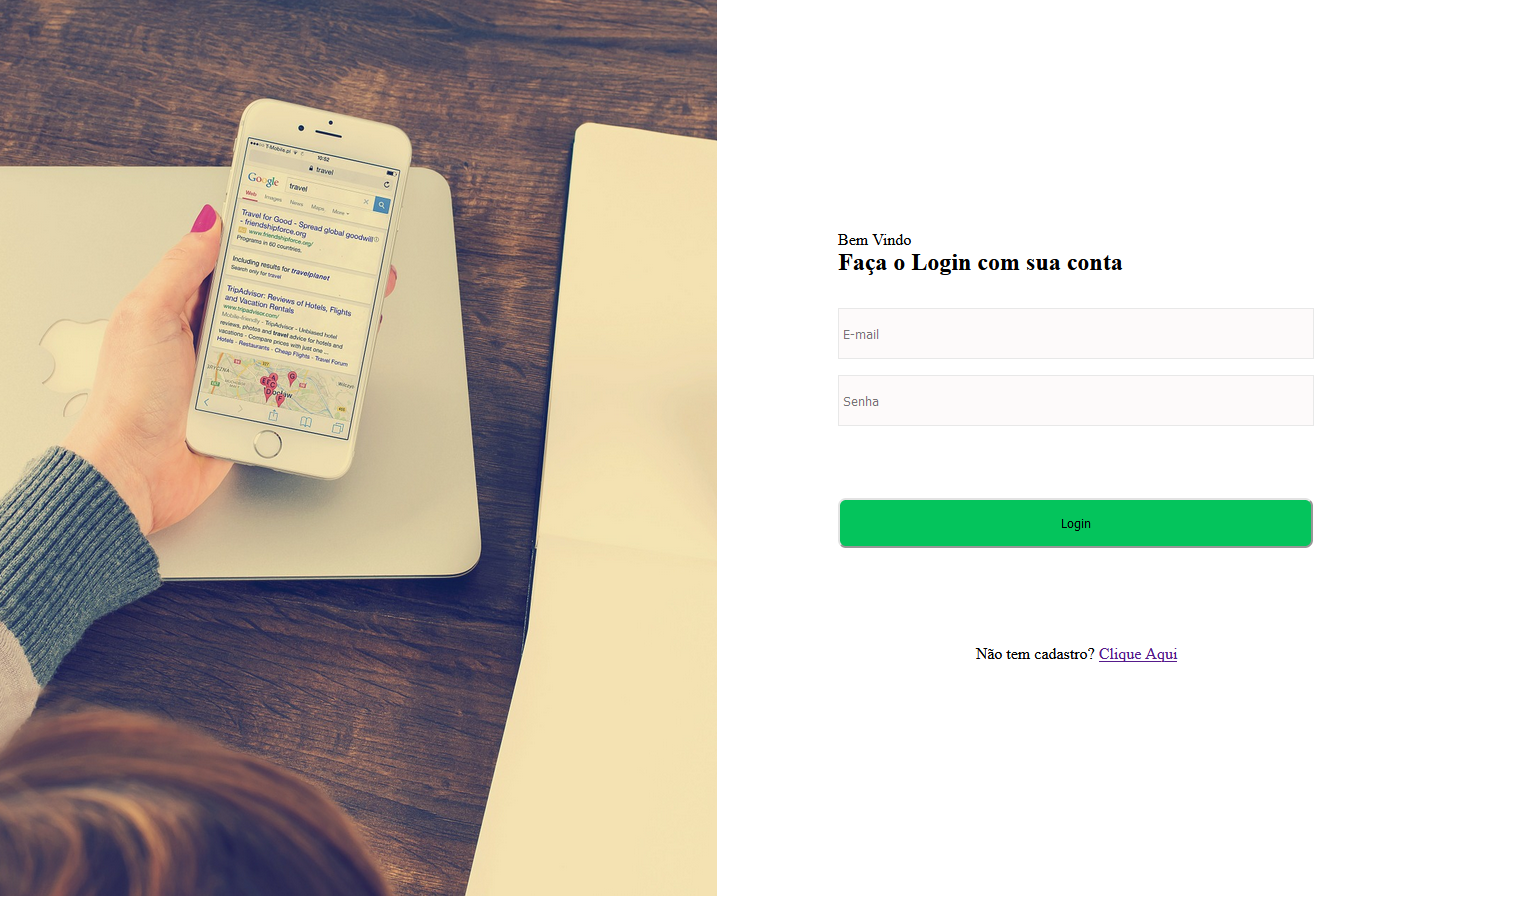 T-Mobile.pl
10:52
travel
Google
travel
Web Images News Maps More
Travel for Good - Spread global goodwill
- friendshipforce.org
www.friendshipforce.org/
Programs in 60 countries.
Including results for travelplanet
Search only for travel
TripAdvisor: Reviews of Hotels, Flights
and Vacation Rentals
www.tripadvisor.com/
Mobile-friendly - TripAdvisor - Unbiased hotel
reviews, photos and travel advice for hotels and
vacations - Compare prices with just one ...
Hotels - Restaurants - Cheap Flights - Travel Forum
Bem Vindo
Faça o Login com sua conta
E-mail
Senha
Login
Não tem cadastro? Clique Aqui